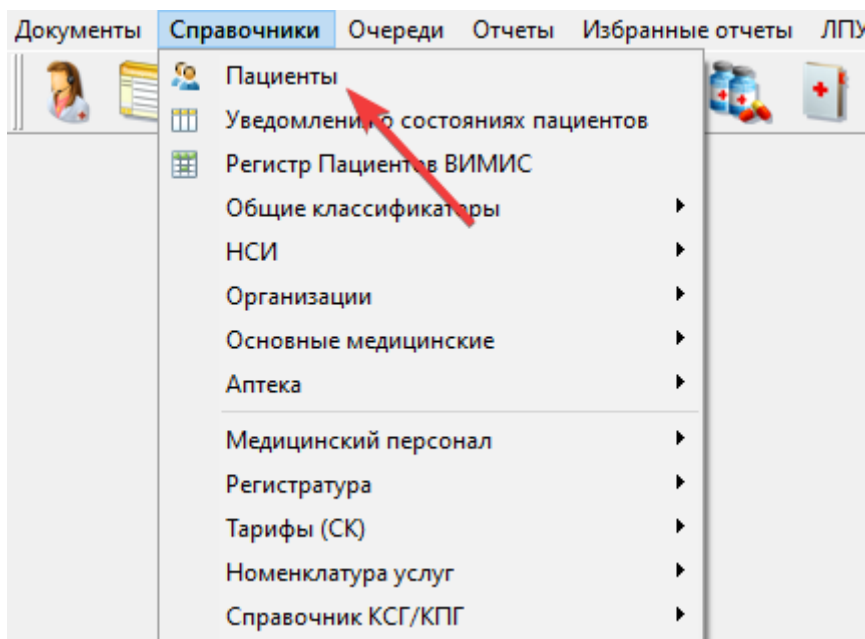 Документы Справочники Очереди Отчеты Избранные отчеты ЛПУ
Пациенты
Уведомления о состояниях пациентов
Регистр Пациентов ВИМИС
Общие классификаторы
НСИ
Организации
Основные медицинские
Аптека
Медицинский персонал
Регистратура
Тарифы (СК)
Номенклатура услуг
Справочник КСГ/КПГ